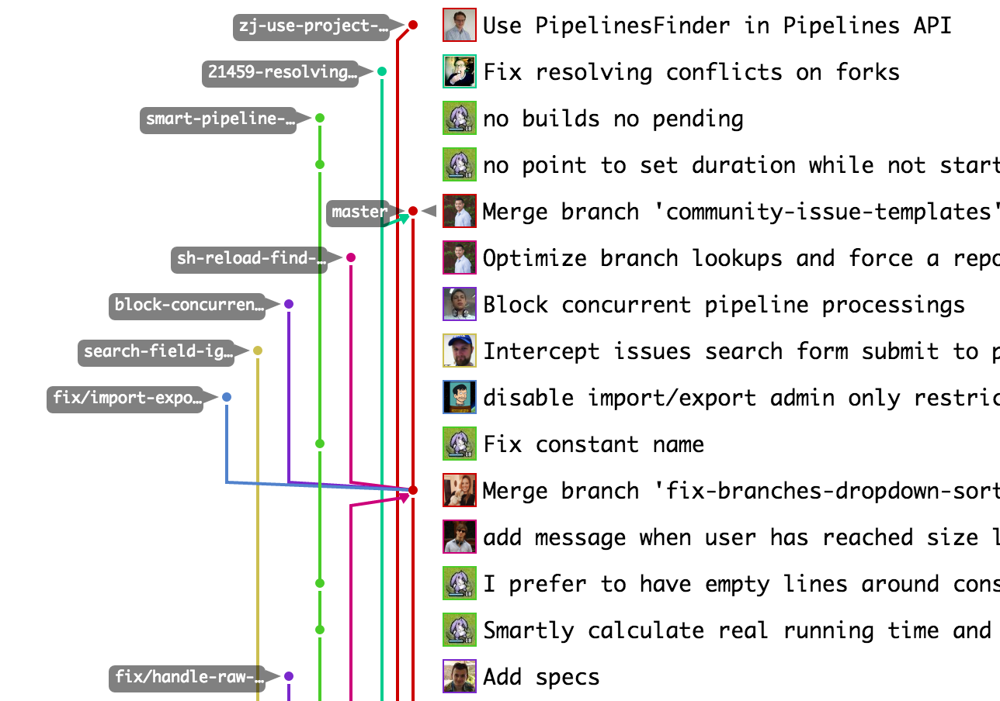 zj-use-project-… Use PipelinesFinder in Pipelines API
21459-resolving… Fix resolving conflicts on forks
smart-pipeline-… no builds no pending
no point to set duration while not start
master Merge branch 'community-issue-templates'
sh-reload-find-… Optimize branch lookups and force a repo
block-concurren… Block concurrent pipeline processings
search-field-ig… Intercept issues search form submit to p
fix/import-expo… disable import/export admin only restric
Fix constant name
Merge branch 'fix-branches-dropdown-sort
add message when user has reached size l
I prefer to have empty lines around cons
Smartly calculate real running time and
fix/handle-raw-… Add specs